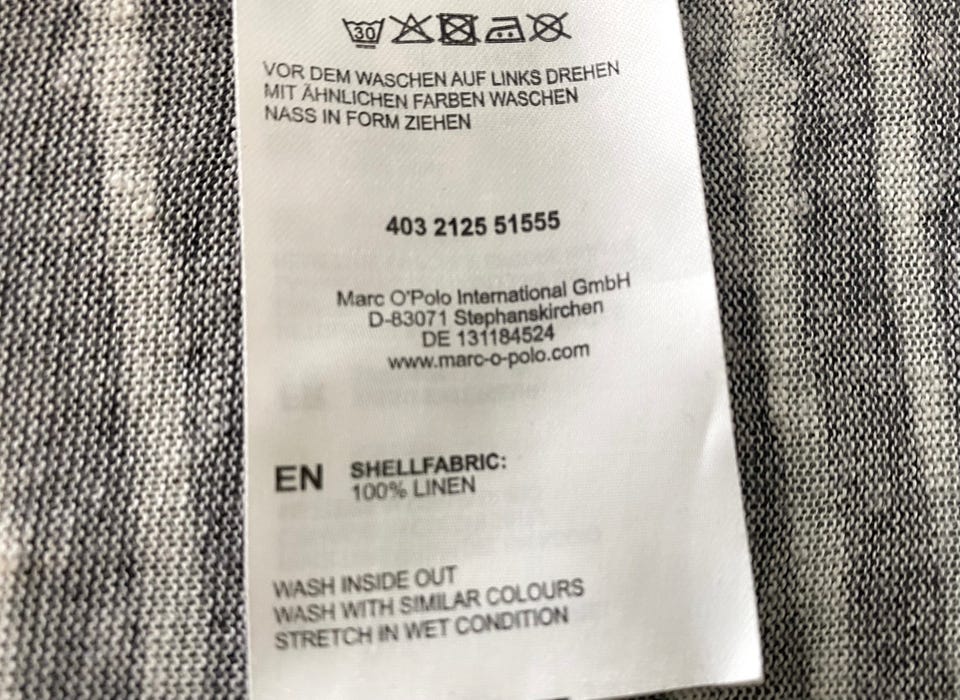 30
VOR DEM WASCHEN AUF LINKS DREHEN
MIT ÄHNLICHEN FARBEN WASCHEN
NASS IN FORM ZIEHEN
403 2125 51555
Marc O'Polo International GmbH
D-83071 Stephanskirchen
DE 131184524
www.marc-o-polo.com
EN SHELLFABRIC:
100% LINEN
WASH INSIDE OUT
WASH WITH SIMILAR COLOURS
STRETCH IN WET CONDITION